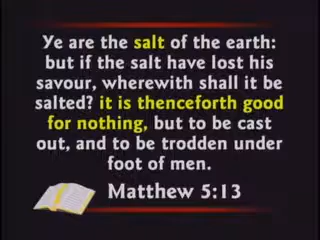 Ye are the salt of the earth:
but if the salt have lost his
savour, wherewith shall it be
salted? it is thenceforth good
for nothing, but to be cast
out, and to be trodden under
foot of men.
Matthew 5:13